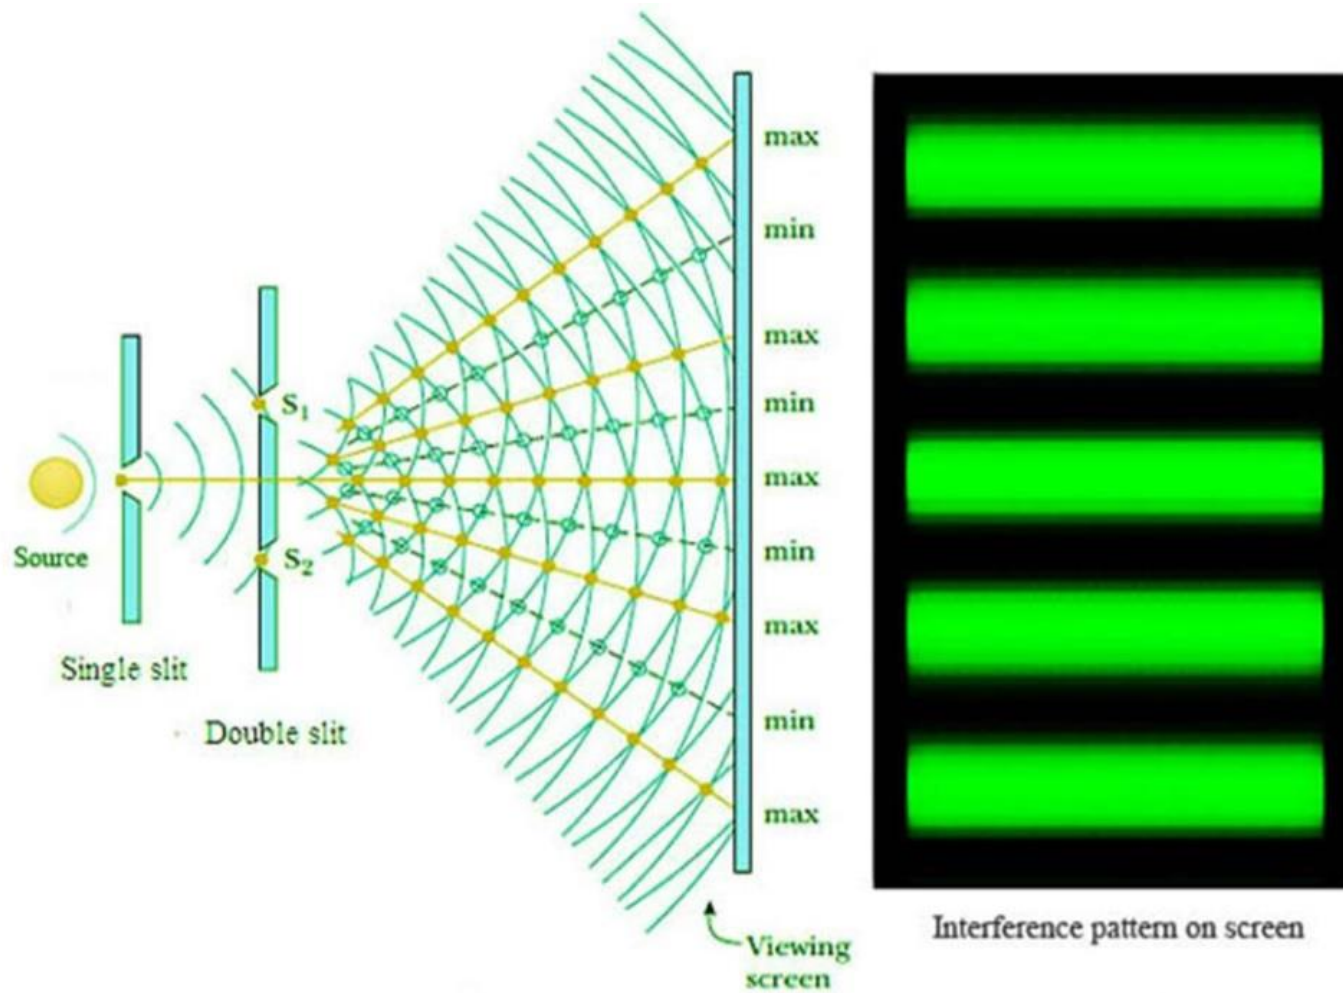 max
min
max
min
S1
max
min
S2
Source
max
Single slit
min
Double slit
max
Viewing
screen
Interference pattern on screen